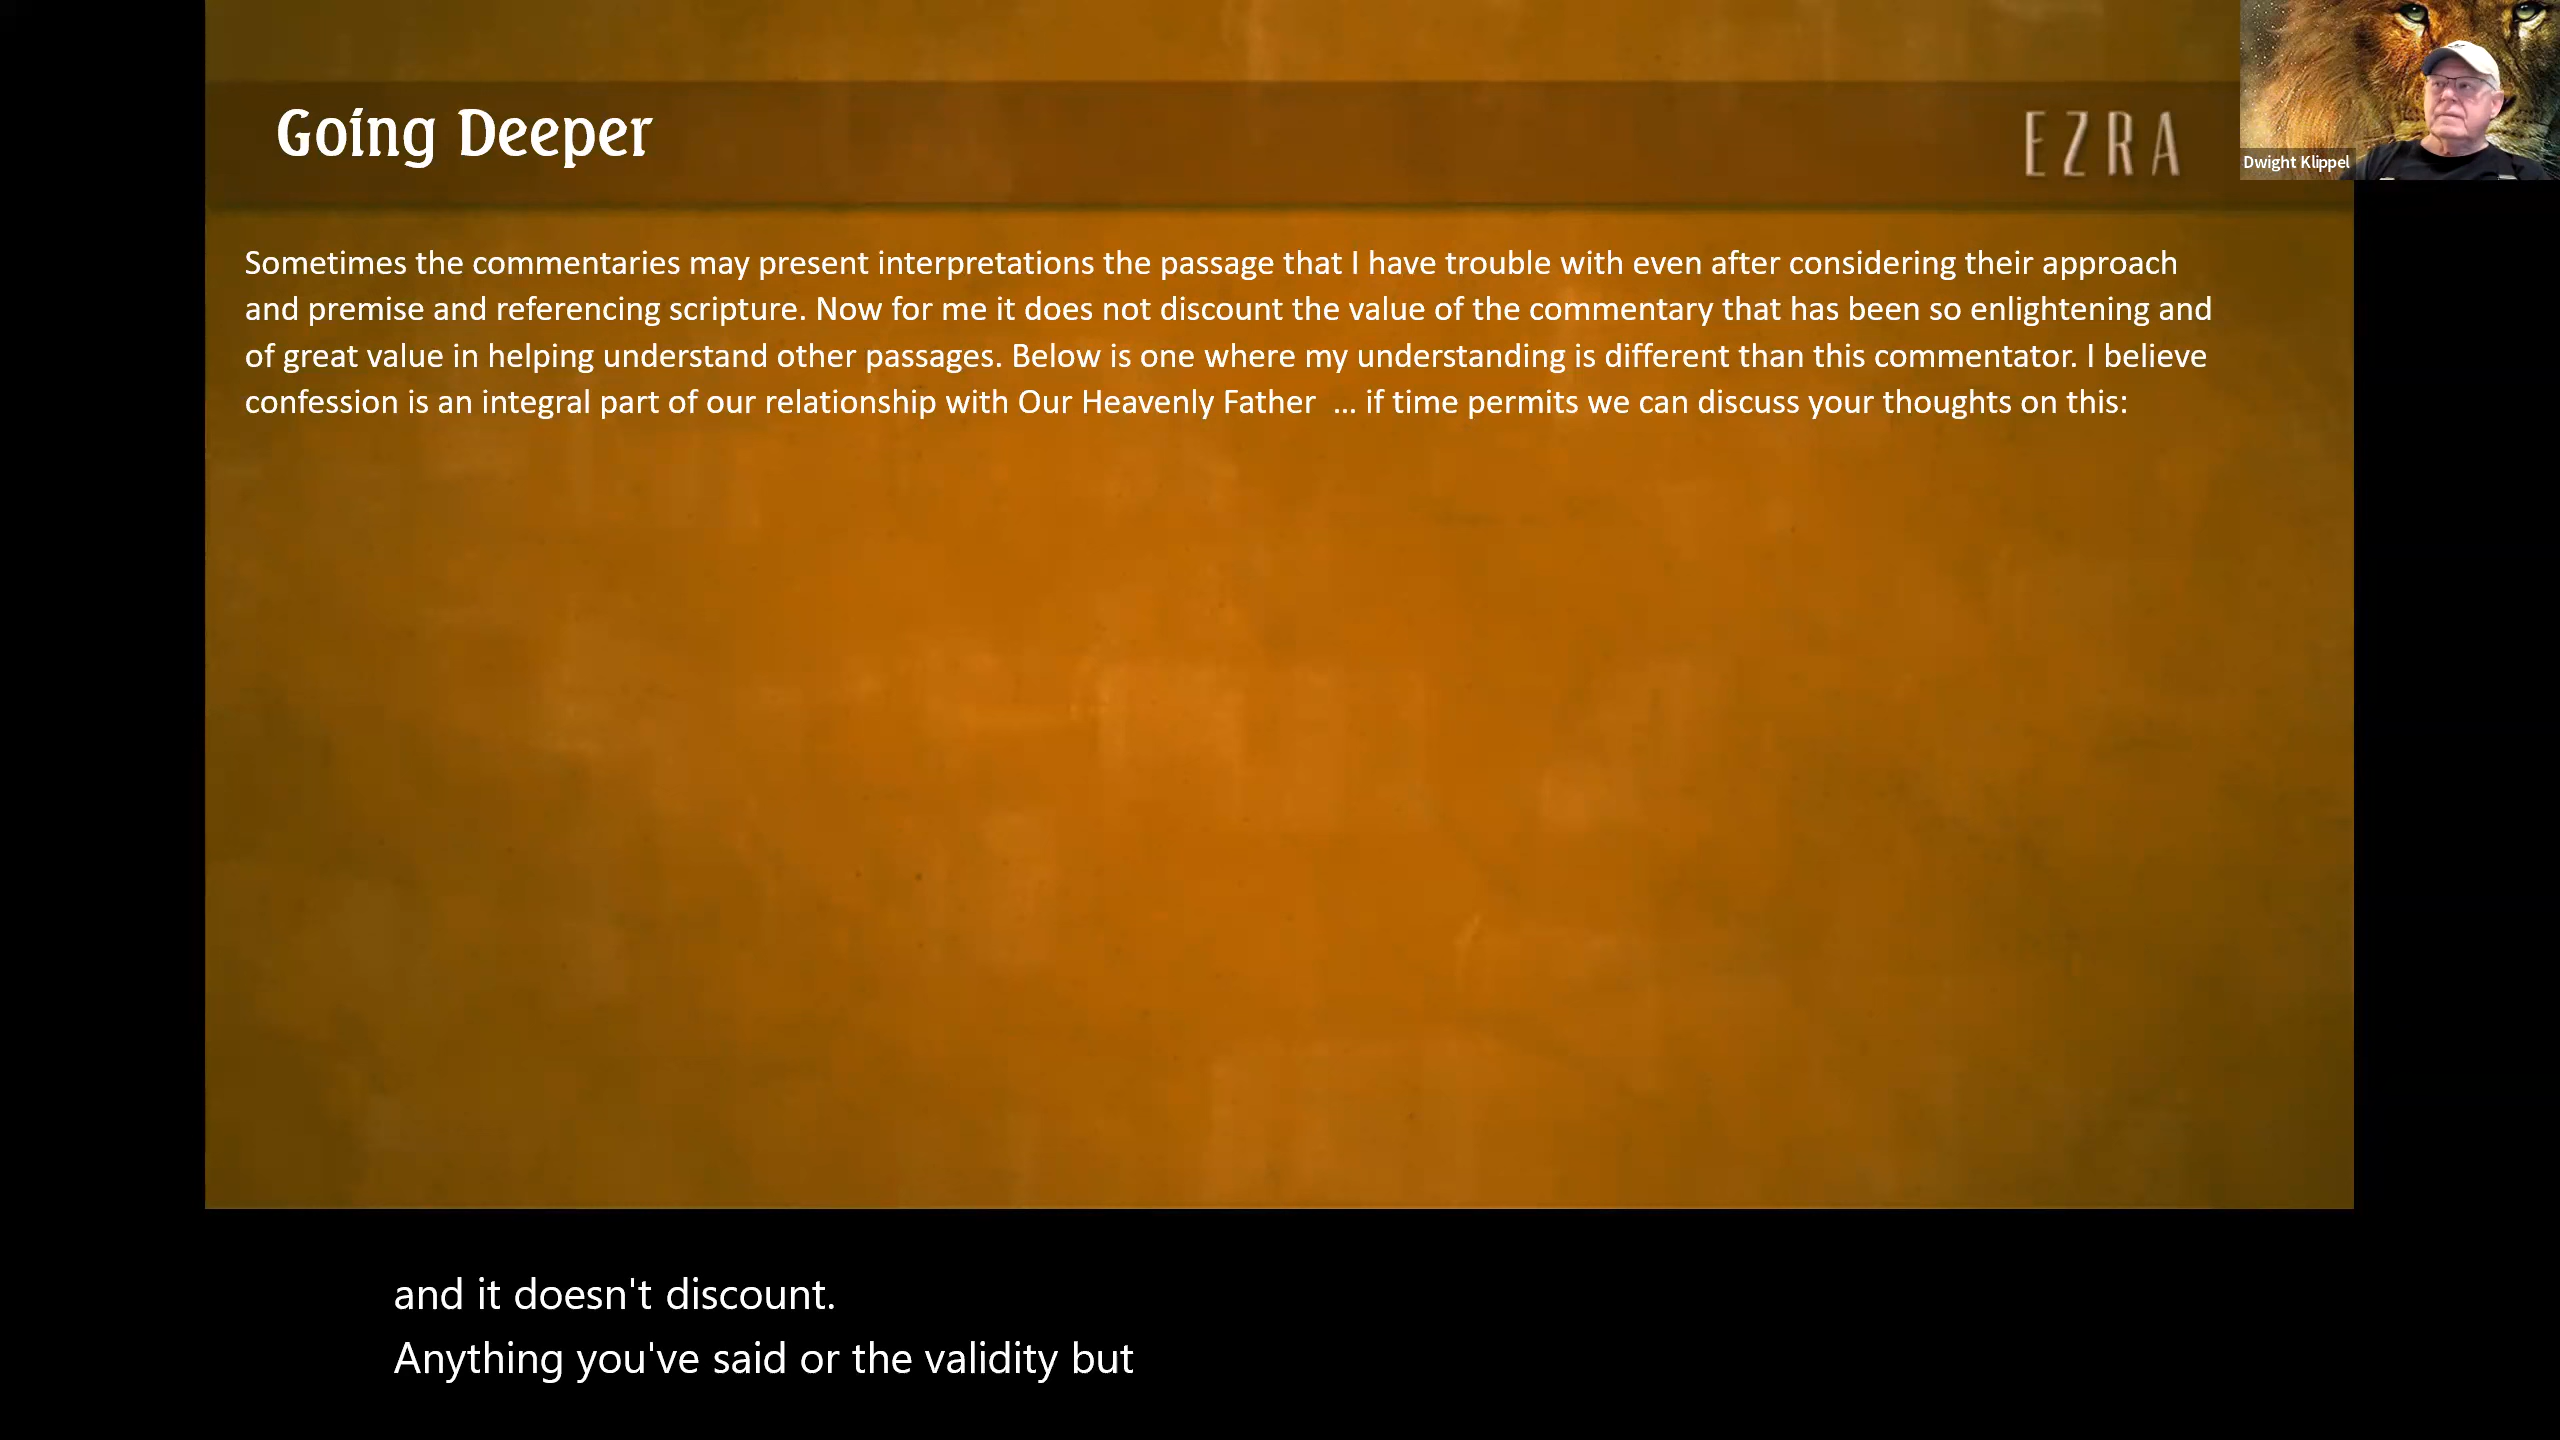 Going Deeper
EZRA
Dwight Klippel
Sometimes the commentaries may present interpretations the passage that I have trouble with even after considering their approach
and premise and referencing scripture. Now for me it does not discount the value of the commentary that has been so enlightening and
of great value in helping understand other passages. Below is one where my understanding is different than this commentator. I believe
confession is an integral part of our relationship with Our Heavenly Father  ... if time permits we can discuss your thoughts on this:
and it doesn't discount.
Anything you've said or the validity but